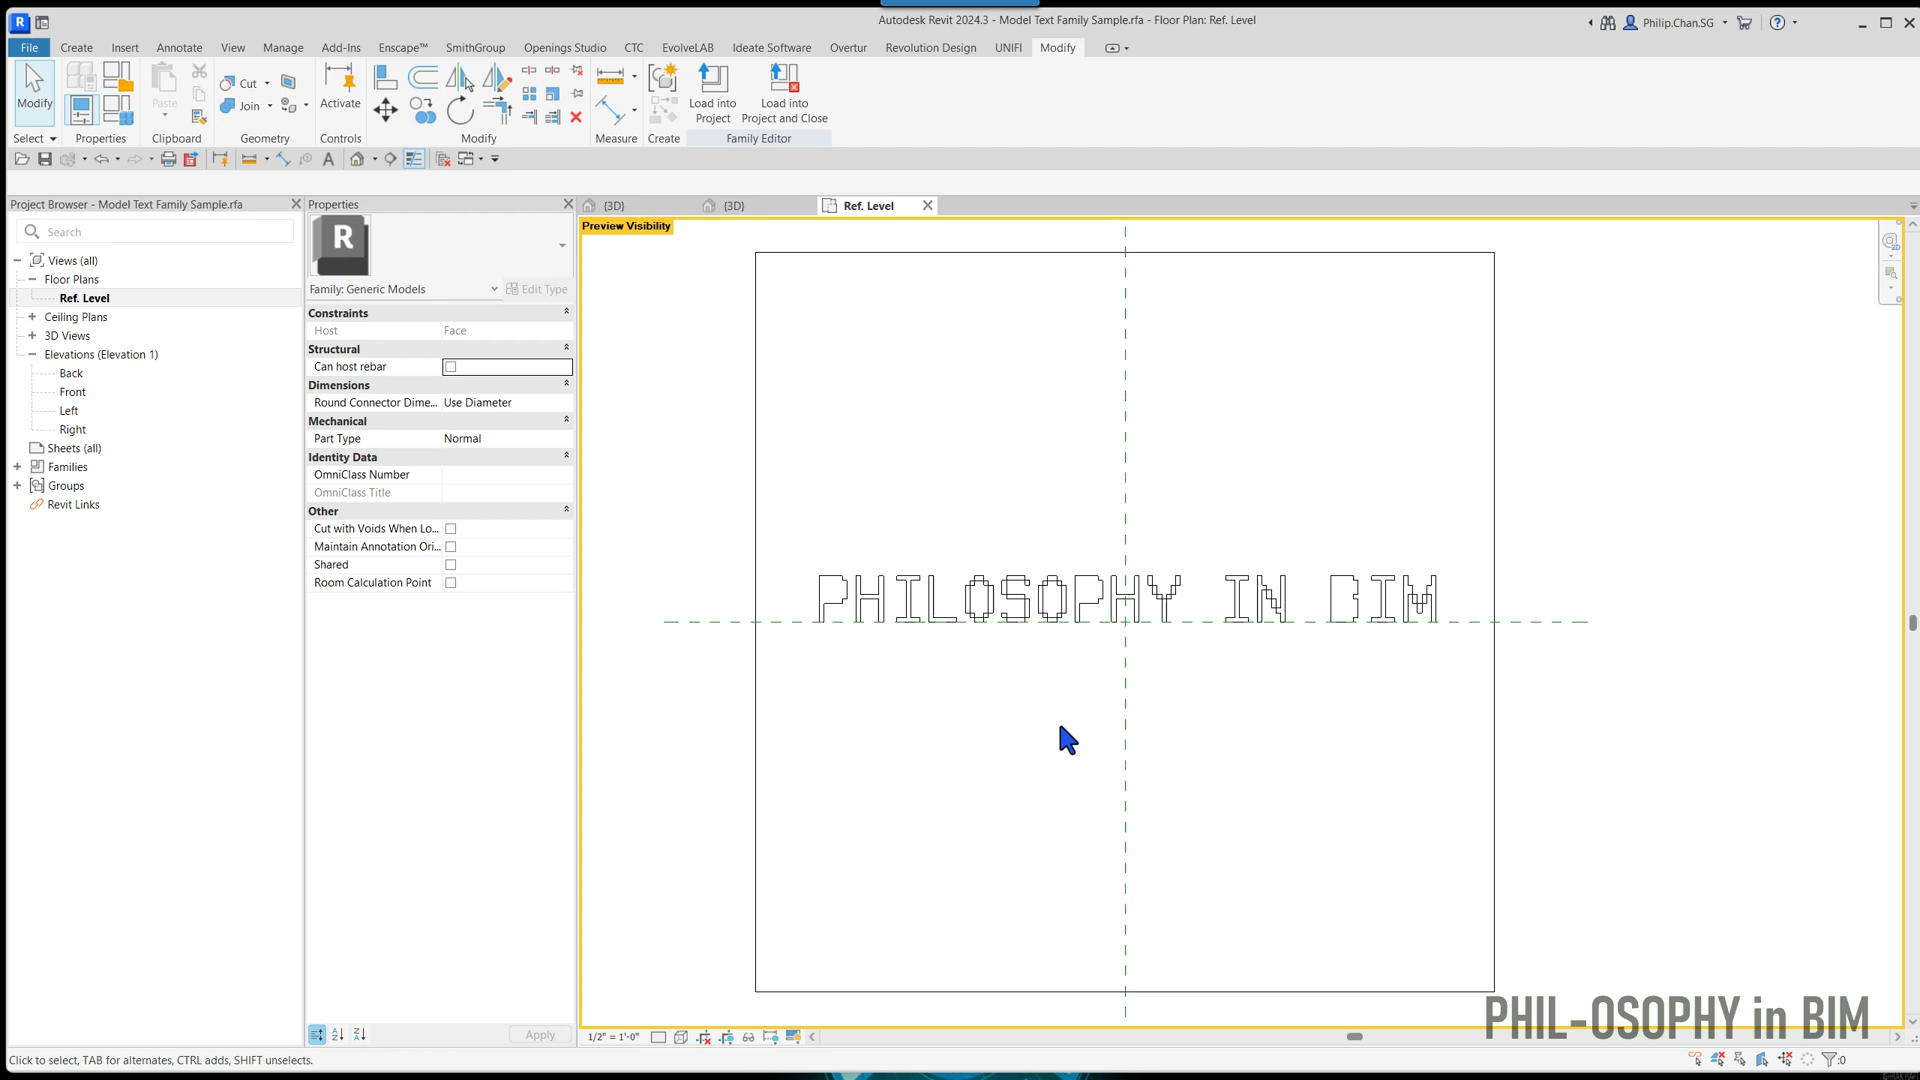 Autodesk Revit 2024.3 - Model Text Family Sample.rfa - Floor Plan: Ref. Level
Philip.Chan.SG
File Create Insert Annotate View Manage Add-Ins Enscape™ SmithGroup Openings Studio CTC EvolveLAB Ideate Software Overtur Revolution Design UNIFI Modify
Modify Paste Cut Join Activate Load into Project Load into Project and Close
Select Properties Clipboard Geometry Controls Modify Measure Create Family Editor
Project Browser - Model Text Family Sample.rfa
Search
Views (all)
Floor Plans
Ref. Level
Ceiling Plans
3D Views
Elevations (Elevation 1)
Back
Front
Left
Right
Sheets (all)
Families
Groups
Revit Links
Properties
R
Family: Generic Models Edit Type
Constraints
Host Face
Structural
Can host rebar
Dimensions
Round Connector Dime... Use Diameter
Mechanical
Part Type Normal
Identity Data
OmniClass Number
OmniClass Title
Other
Cut with Voids When Lo...
Maintain Annotation Ori...
Shared
Room Calculation Point
Apply
{3D} {3D} Ref. Level
Preview Visibility
PHILOSOPHY IN BIM
PHIL-OSOPHY in BIM
1/2" = 1'-0"
Click to select, TAB for alternates, CTRL adds, SHIFT unselects.
:0